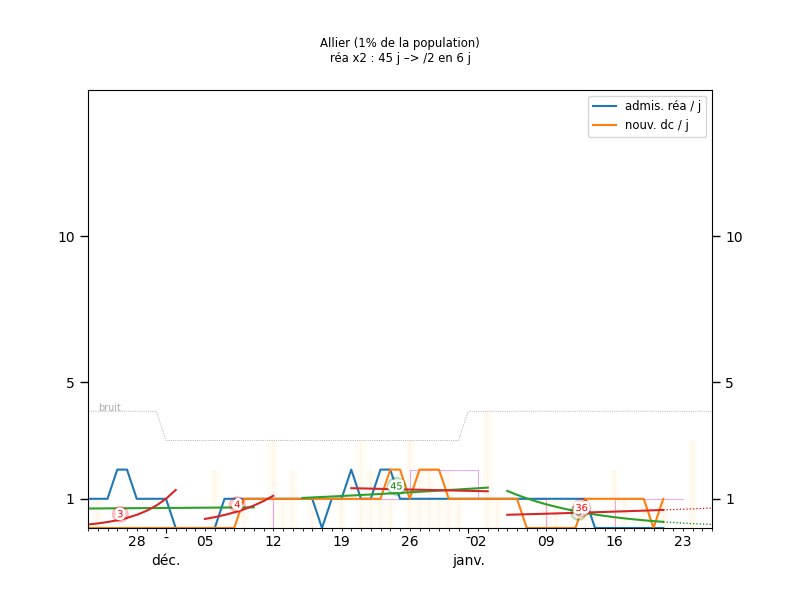 Allier (1% de la population)
réa x2 : 45 j –> /2 en 6 j
admis. réa / j
nouv. dc / j
10
10
5
5
bruit
45
4
3
36
1
1
28
-
05
12
19
26
02
09
16
23
déc.
janv.